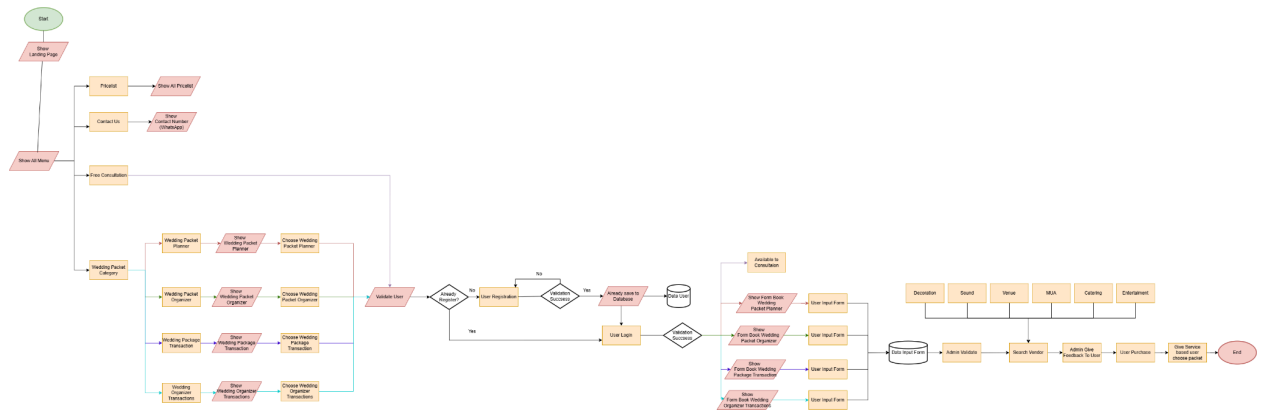 Start
Show
Landing Page
Show All Menu
Pricelist
Show All Pricelist
Contact Us
Show
Contact Number
(WhatsApp)
Free Consultation
Wedding Packet
Category
Wedding Packet
Planner
Show
Wedding Packet
Planner
Choose Wedding
Packet Planner
Wedding Packet
Organizer
Show
Wedding Packet
Organizer
Choose Wedding
Packet Organizer
Wedding Package
Transaction
Show
Wedding Package
Transaction
Choose Wedding
Package
Transaction
Wedding
Organizer
Transactions
Show
Wedding Organizer
Transactions
Choose Wedding
Organizer
Transactions
Validate User
Already
Register?
No
Yes
User Registration
No
Validation
Success
Yes
Already save to
Database
Data User
User Login
Validation
Success
Available to
Consultation
Show Form Book
Wedding
Packet Planner
User Input Form
Show
Form Book Wedding
Packet Organizer
User Input Form
Show
Form Book Wedding
Package Transaction
User Input Form
Show
Form Book Wedding
Organizer Transactions
User Input Form
Data Input Form
Admin Validate
Decoration
Sound
Venue
MUA
Catering
Entertaiment
Search Vendor
Admin Give
Feedback To User
User Purchase
Give Service
based user
choose packet
End